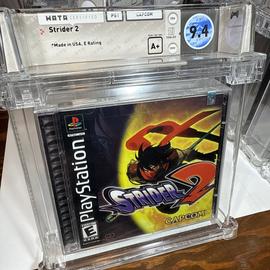 WATA CERTIFIED
PS1
CAPCOM
Strider 2
*Made in USA, E Rating
A+
9.4
PlayStation
STRIDER 2
CAPCOM
E